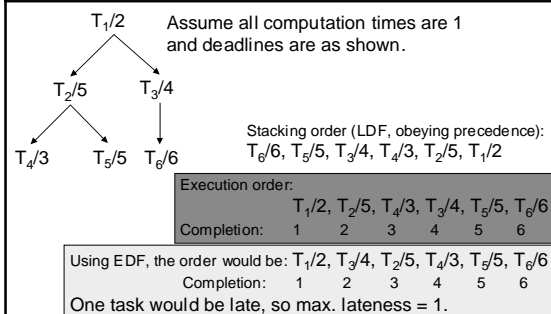 T₁/2
Assume all computation times are 1
and deadlines are as shown.
T₂/5 T₃/4
T₄/3 T₅/5 T₆/6
Stacking order (LDF, obeying precedence):
T₆/6, T₅/5, T₃/4, T₄/3, T₂/5, T₁/2
Execution order:
T₁/2, T₂/5, T₄/3, T₃/4, T₅/5, T₆/6
Completion: 1 2 3 4 5 6
Using EDF, the order would be: T₁/2, T₃/4, T₂/5, T₄/3, T₅/5, T₆/6
Completion: 1 2 3 4 5 6
One task would be late, so max. lateness = 1.